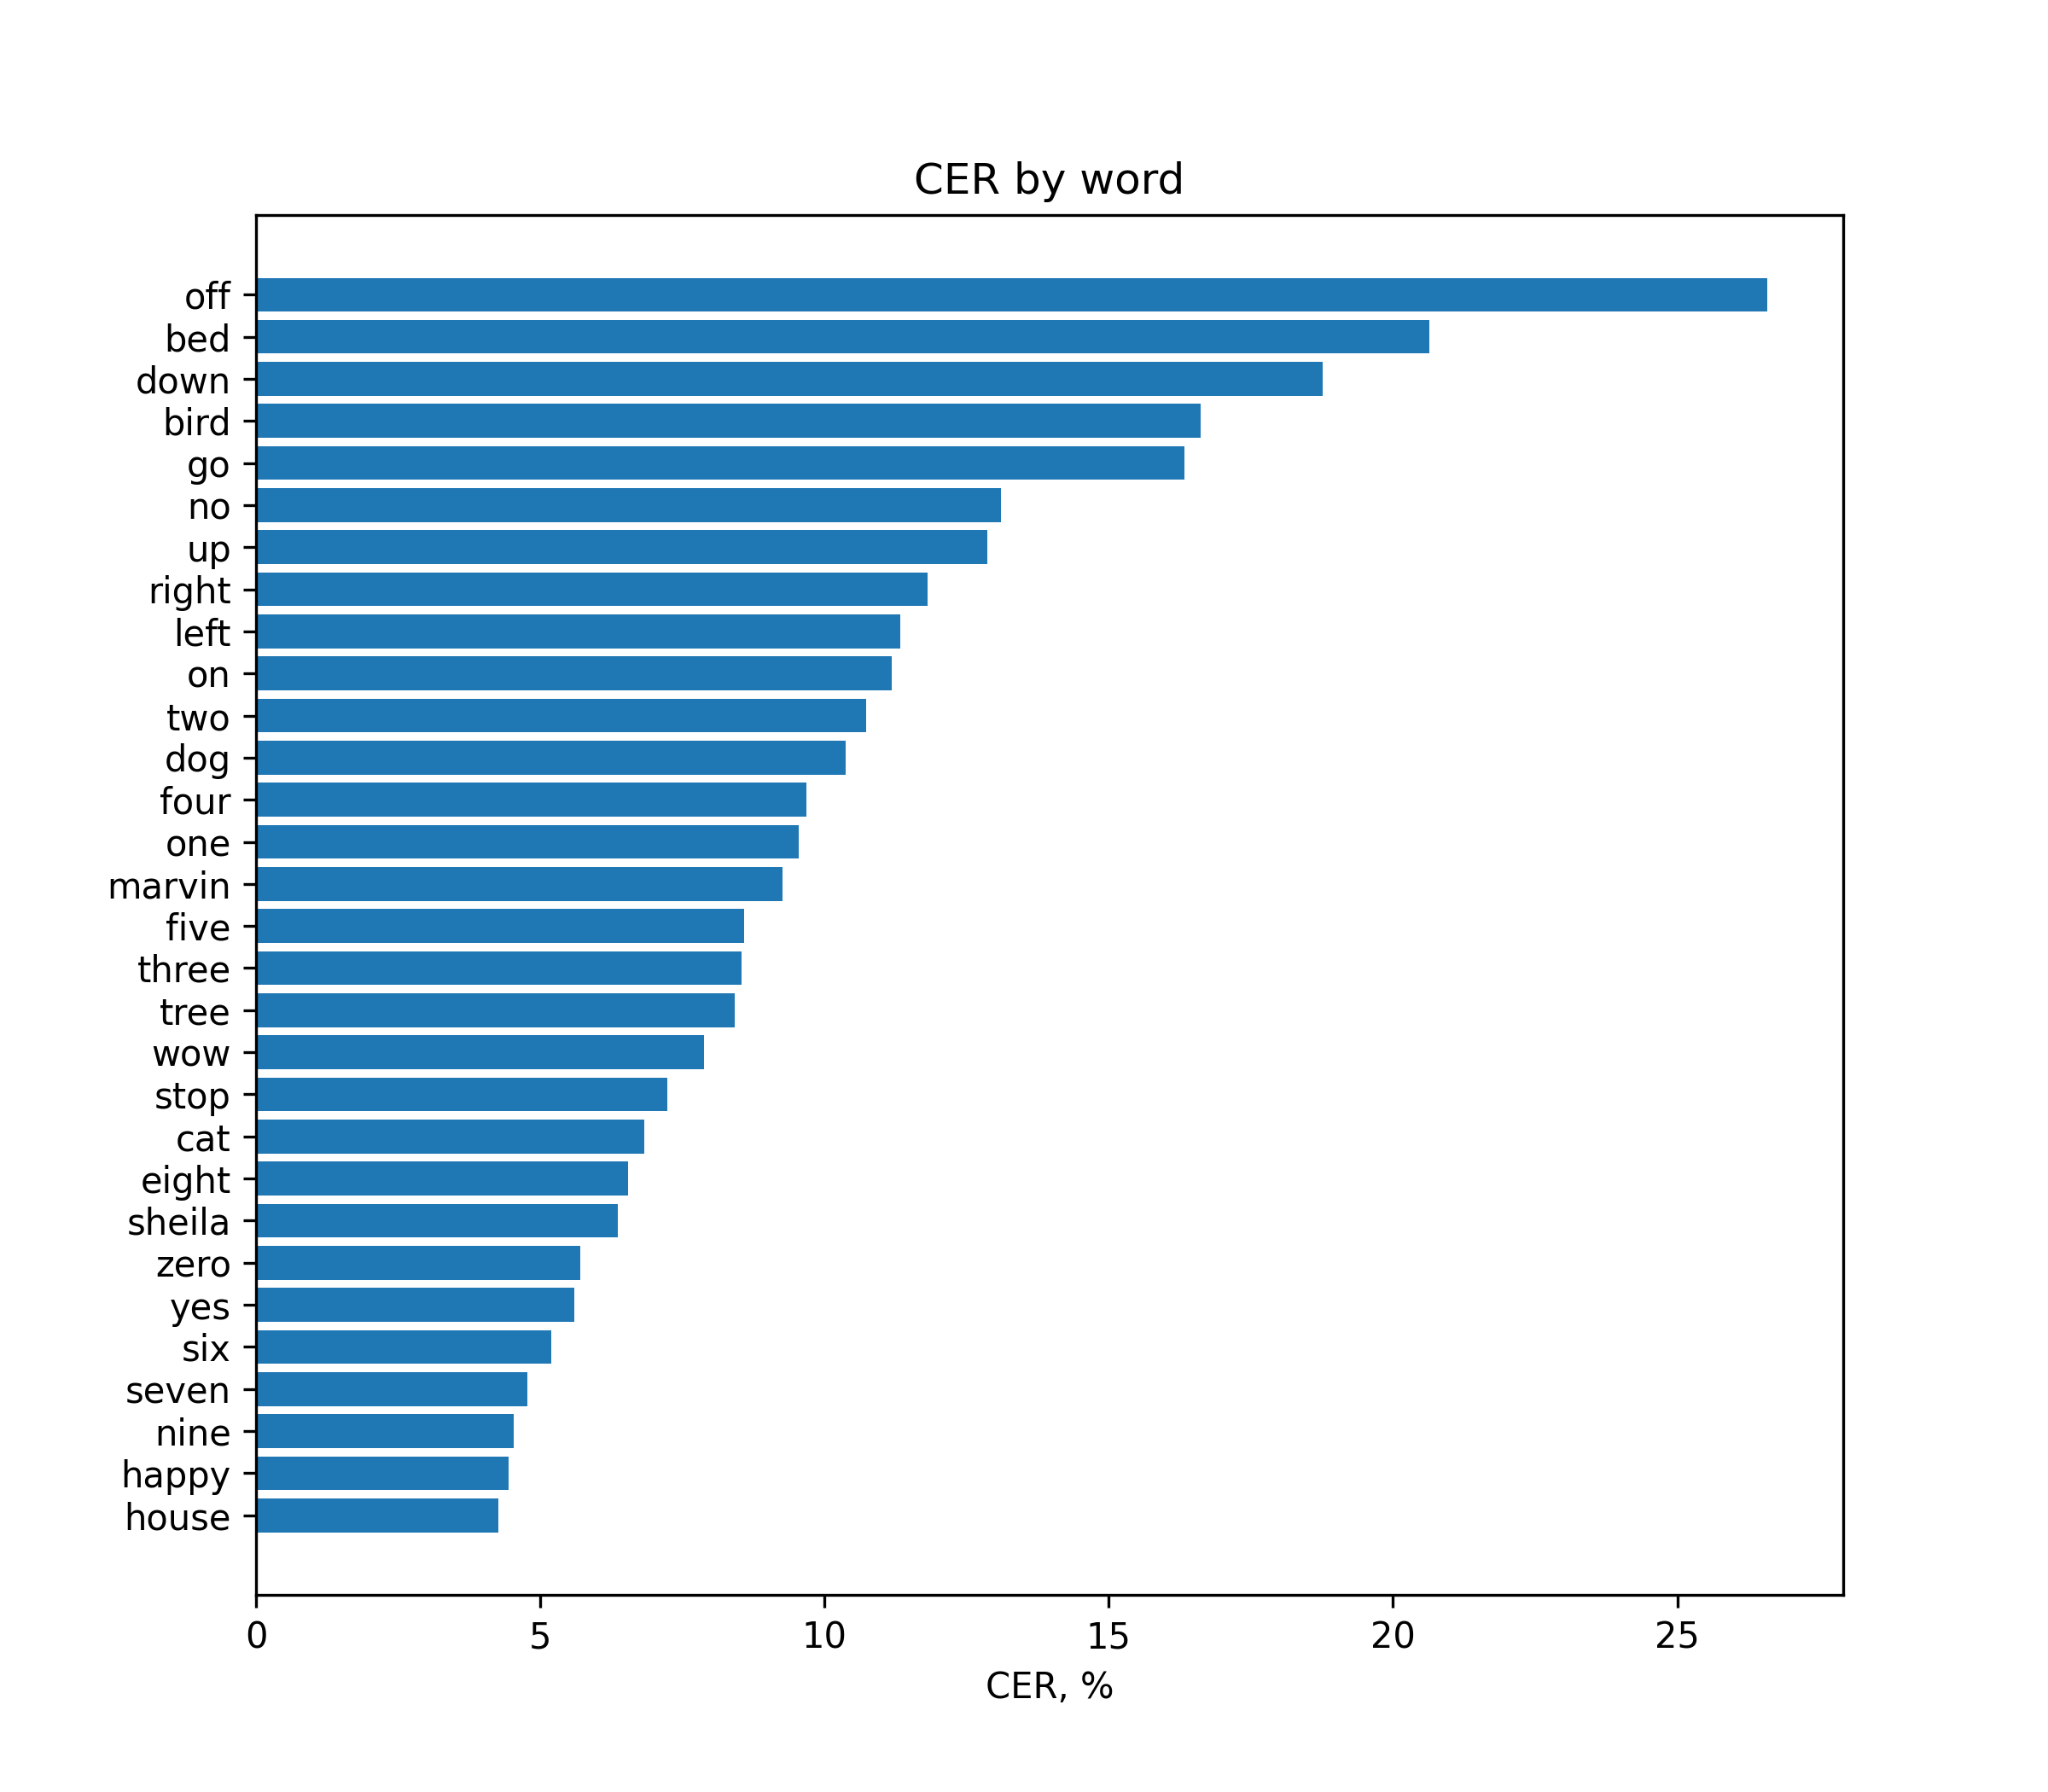 CER by word
off
bed
down
bird
go
no
up
right
left
on
two
dog
four
one
marvin
five
three
tree
wow
stop
cat
eight
sheila
zero
yes
six
seven
nine
happy
house
0 5 10 15 20 25
CER, %